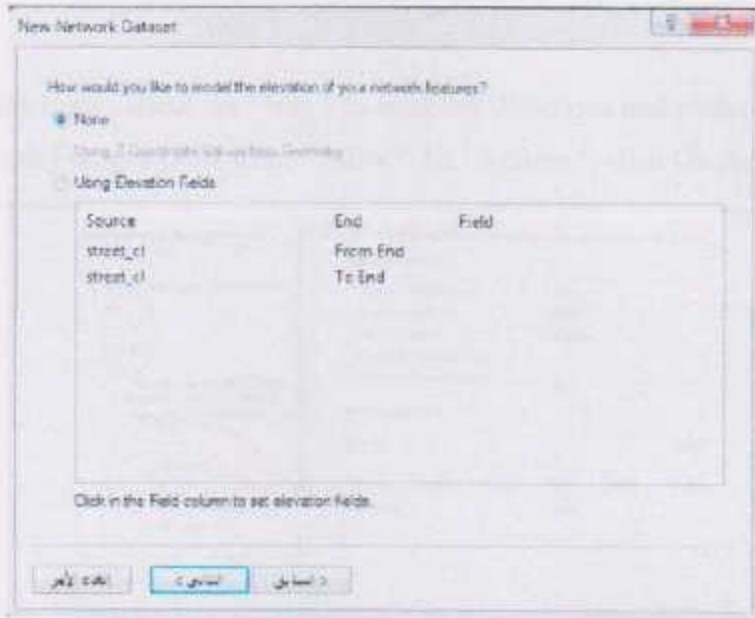 New Network Dataset
How would you like to model the elevation of your network features?
None
Using Z Coordinate
Using Elevation Fields
Source End Field
street_cl From End
street_cl To End
Click in the Field column to set elevation fields.
إلغاء الأمر التالي > < السابق